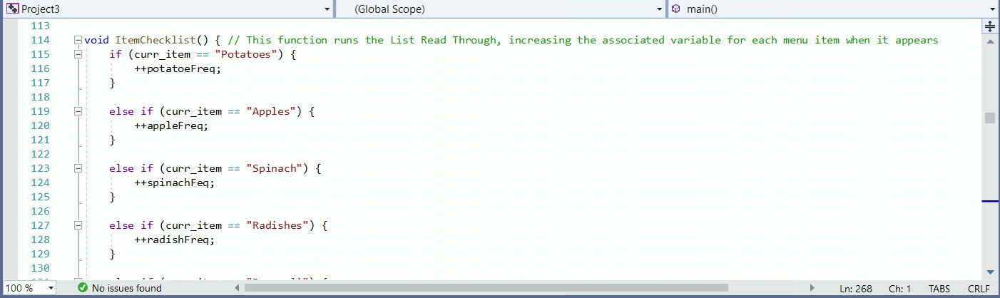 Project3 (Global Scope) main()
113
114 void ItemChecklist() { // This function runs the List Read Through, increasing the associated variable for each menu item when it appears
115 if (curr_item == "Potatoes") {
116 ++potatoeFreq;
117 }
118
119 else if (curr_item == "Apples") {
120 ++appleFreq;
121 }
122
123 else if (curr_item == "Spinach") {
124 ++spinachFeq;
125 }
126
127 else if (curr_item == "Radishes") {
128 ++radishFreq;
129 }
130
100 % No issues found Ln: 268 Ch: 1 TABS CRLF